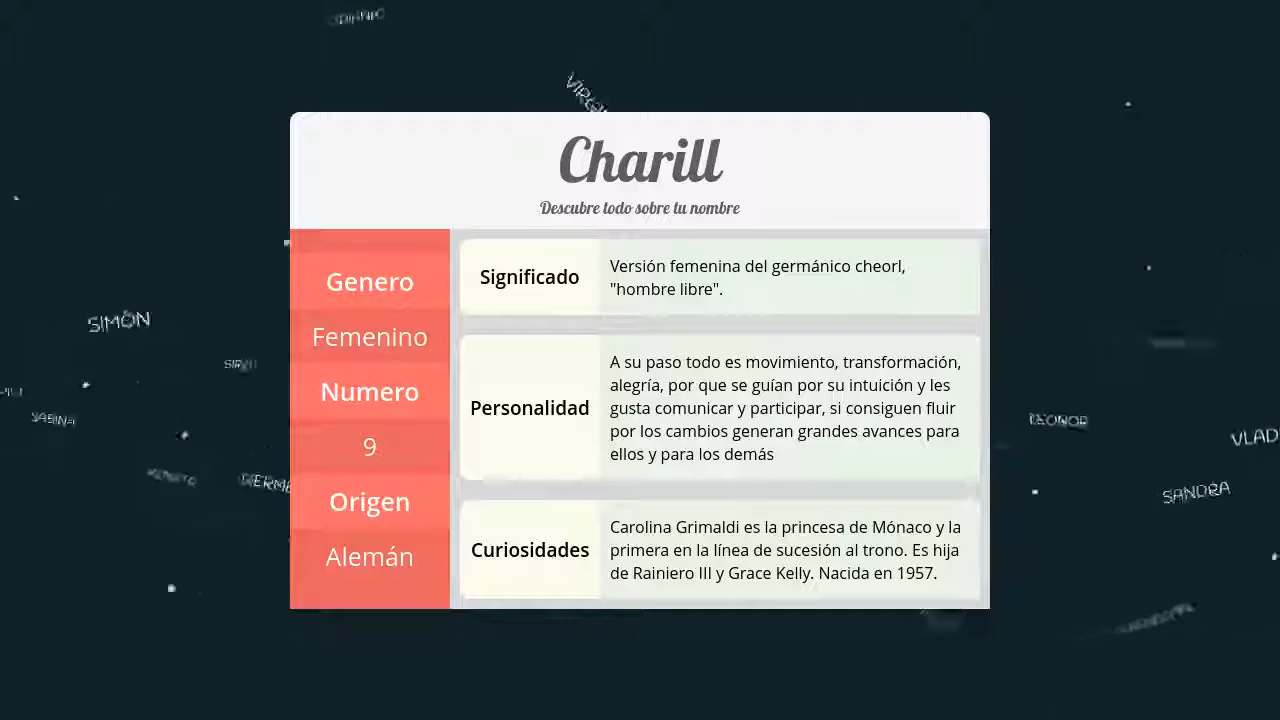 Charill
Descubre todo sobre tu nombre
Genero
Femenino
Numero
9
Origen
Alemán
Significado
Versión femenina del germánico cheorl,
"hombre libre".
Personalidad
A su paso todo es movimiento, transformación,
alegría, por que se guían por su intuición y les
gusta comunicar y participar, si consiguen fluir
por los cambios generan grandes avances para
ellos y para los demás
Curiosidades
Carolina Grimaldi es la princesa de Mónaco y la
primera en la línea de sucesión al trono. Es hija
de Rainiero III y Grace Kelly. Nacida en 1957.
SIMÓN
LEONOR
VLAD
SANDRA